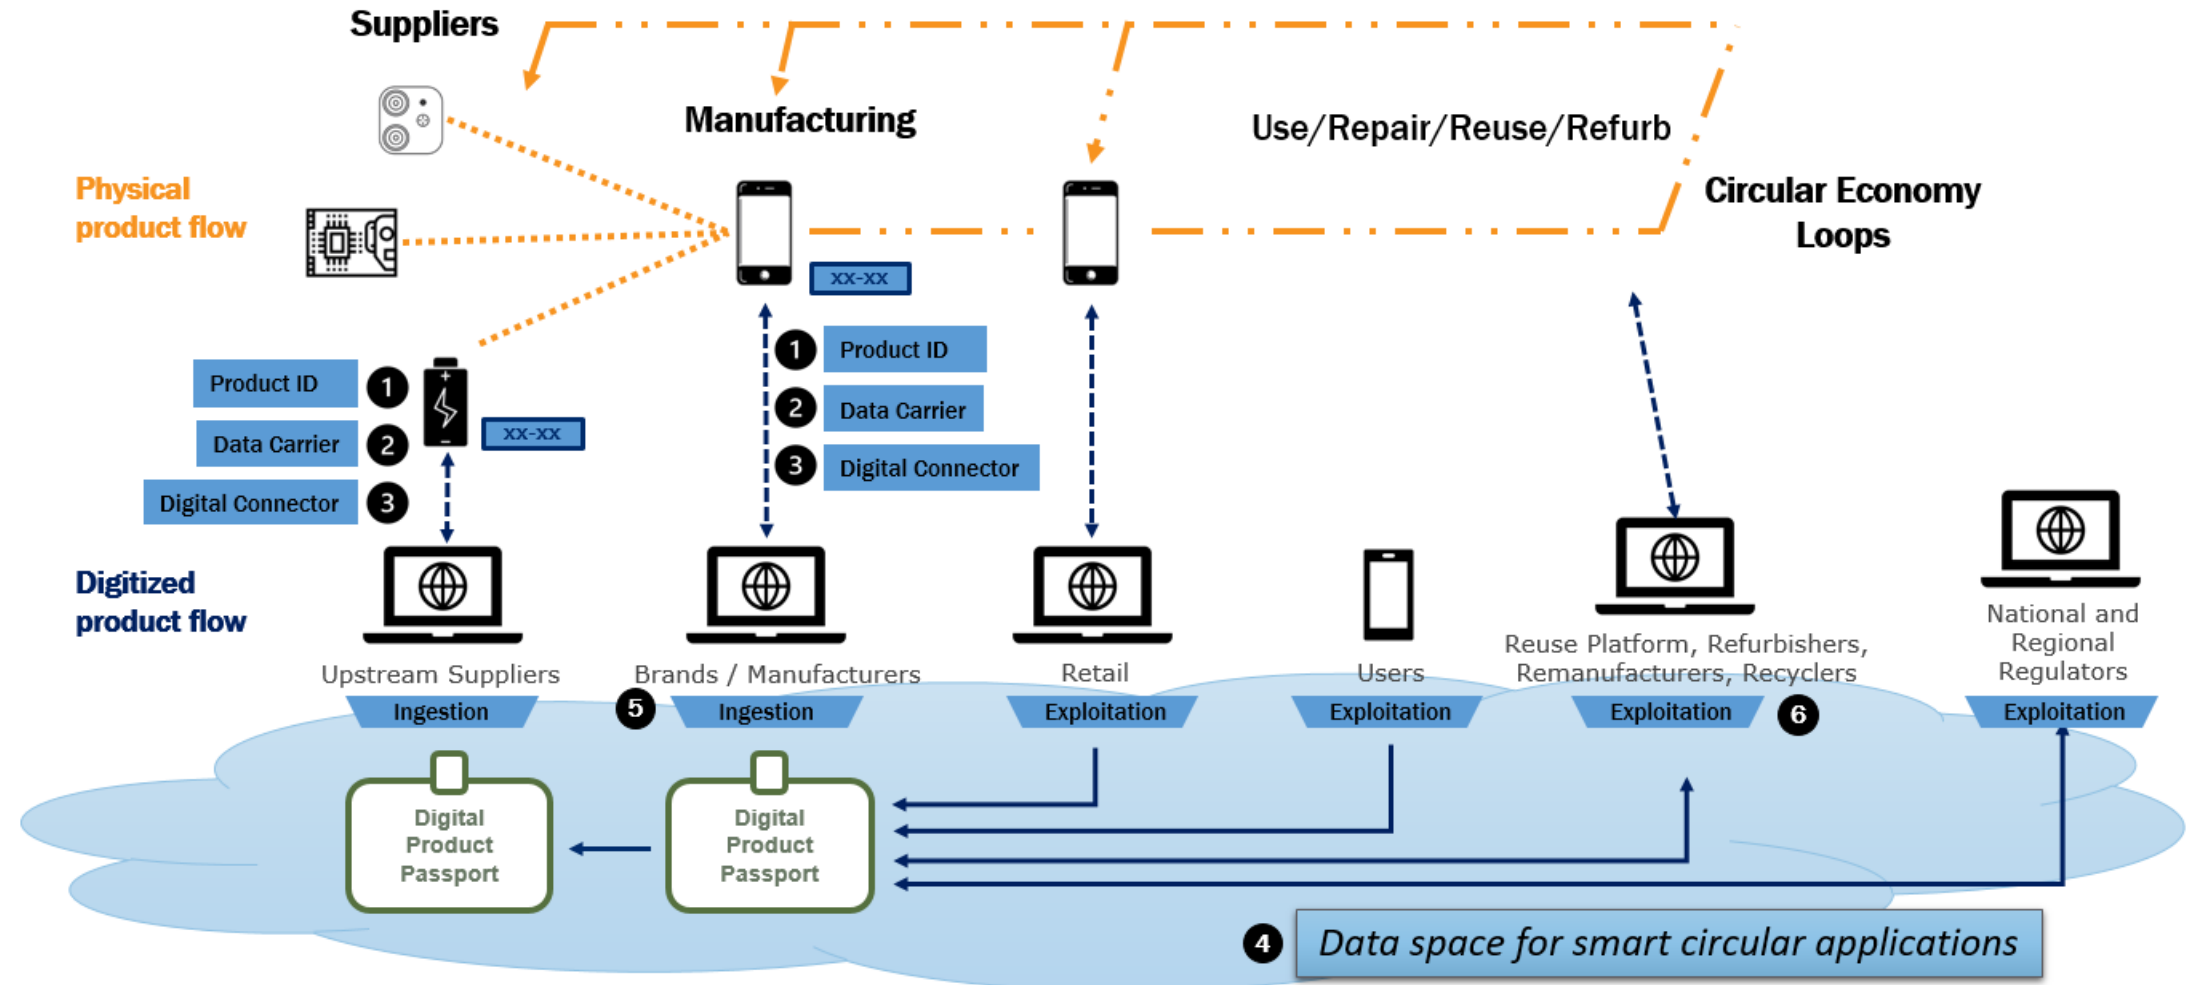 Suppliers
Manufacturing
Use/Repair/Reuse/Refurb
Physical
product flow
Circular Economy
Loops
xx-xx
1 Product ID
2 Data Carrier
3 Digital Connector
Product ID 1
Data Carrier 2
Digital Connector 3
xx-xx
Digitized
product flow
Upstream Suppliers
Brands / Manufacturers
Retail
Users
Reuse Platform, Refurbishers,
Remanufacturers, Recyclers
National and
Regional
Regulators
Ingestion
5 Ingestion
Exploitation
Exploitation
Exploitation 6
Exploitation
Digital
Product
Passport
Digital
Product
Passport
4 Data space for smart circular applications